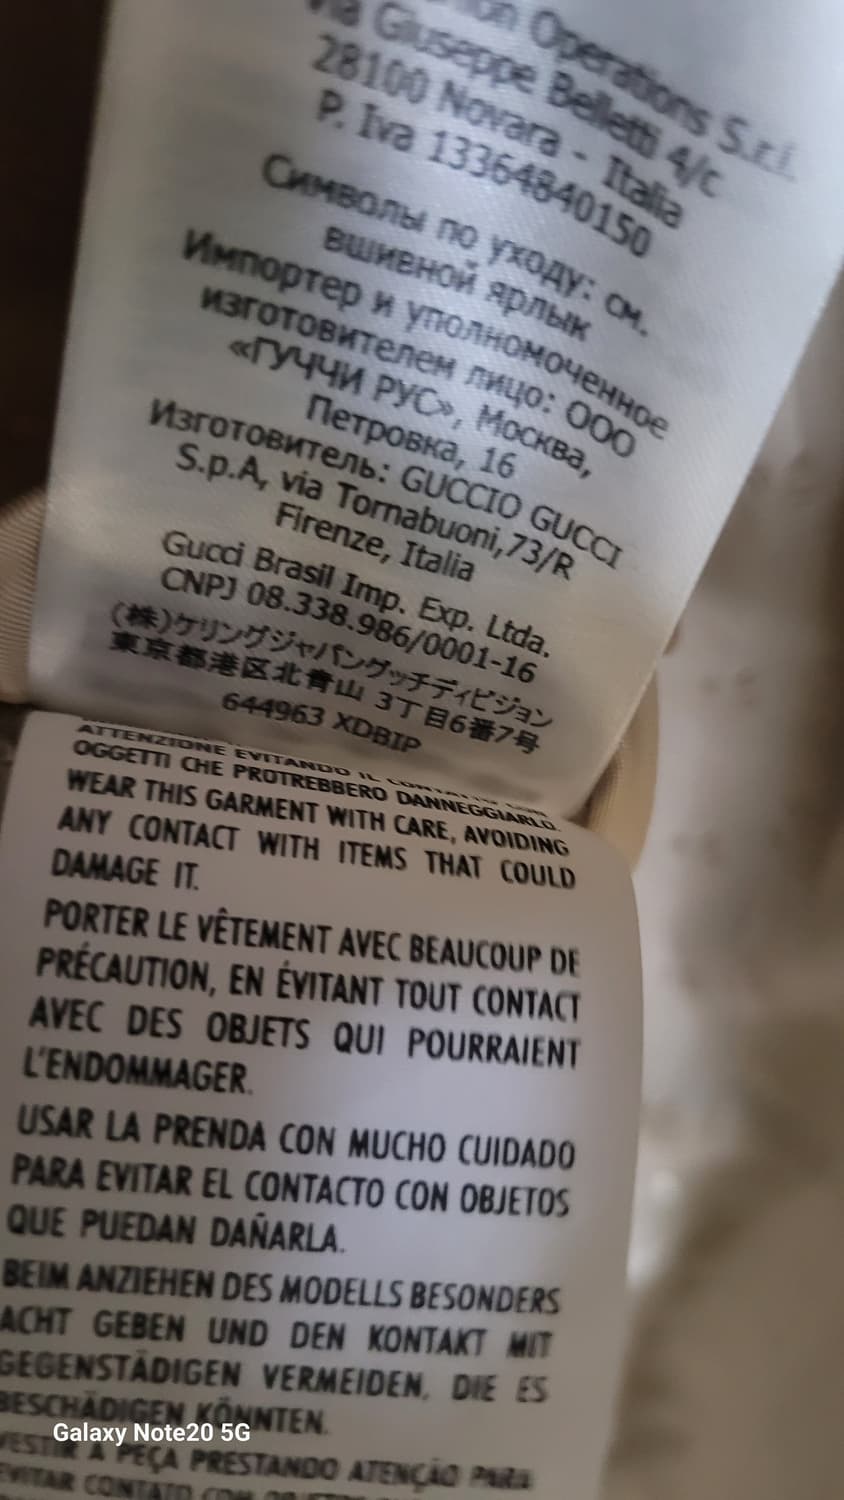 Operations S.r.l.
Via Giuseppe Belletti 4/c
28100 Novara - Italia
P. Iva 13364840150
Символы по уходу: см.
вшивной ярлык
Импортер и уполномоченное
изготовителем лицо: ООО
«ГУЧЧИ РУС», Москва,
Петровка, 16
Изготовитель: GUCCIO GUCCI
S.p.A, via Tornabuoni,73/R
Firenze, Italia
Gucci Brasil Imp. Exp. Ltda.
CNPJ 08.338.986/0001-16
(株)ケリングジャパングッチディビジョン
東京都港区北青山 3丁目6番7号
644963 XDBIP
ATTENZIONE EVITANDO IL
OGGETTI CHE PROTREBBERO DANNEGGIARLO.
WEAR THIS GARMENT WITH CARE, AVOIDING
ANY CONTACT WITH ITEMS THAT COULD
DAMAGE IT.
PORTER LE VÊTEMENT AVEC BEAUCOUP DE
PRÉCAUTION, EN ÉVITANT TOUT CONTACT
AVEC DES OBJETS QUI POURRAIENT
L'ENDOMMAGER.
USAR LA PRENDA CON MUCHO CUIDADO
PARA EVITAR EL CONTACTO CON OBJETOS
QUE PUEDAN DAÑARLA.
BEIM ANZIEHEN DES MODELLS BESONDERS
ACHT GEBEN UND DEN KONTAKT MIT
GEGENSTÄDIGEN VERMEIDEN, DIE ES
BESCHÄDIGEN KÖNNTEN.
Galaxy Note20 5G
VESTIR A PEÇA PRESTANDO ATENÇÃO PARA
EVITAR CONTATO COM